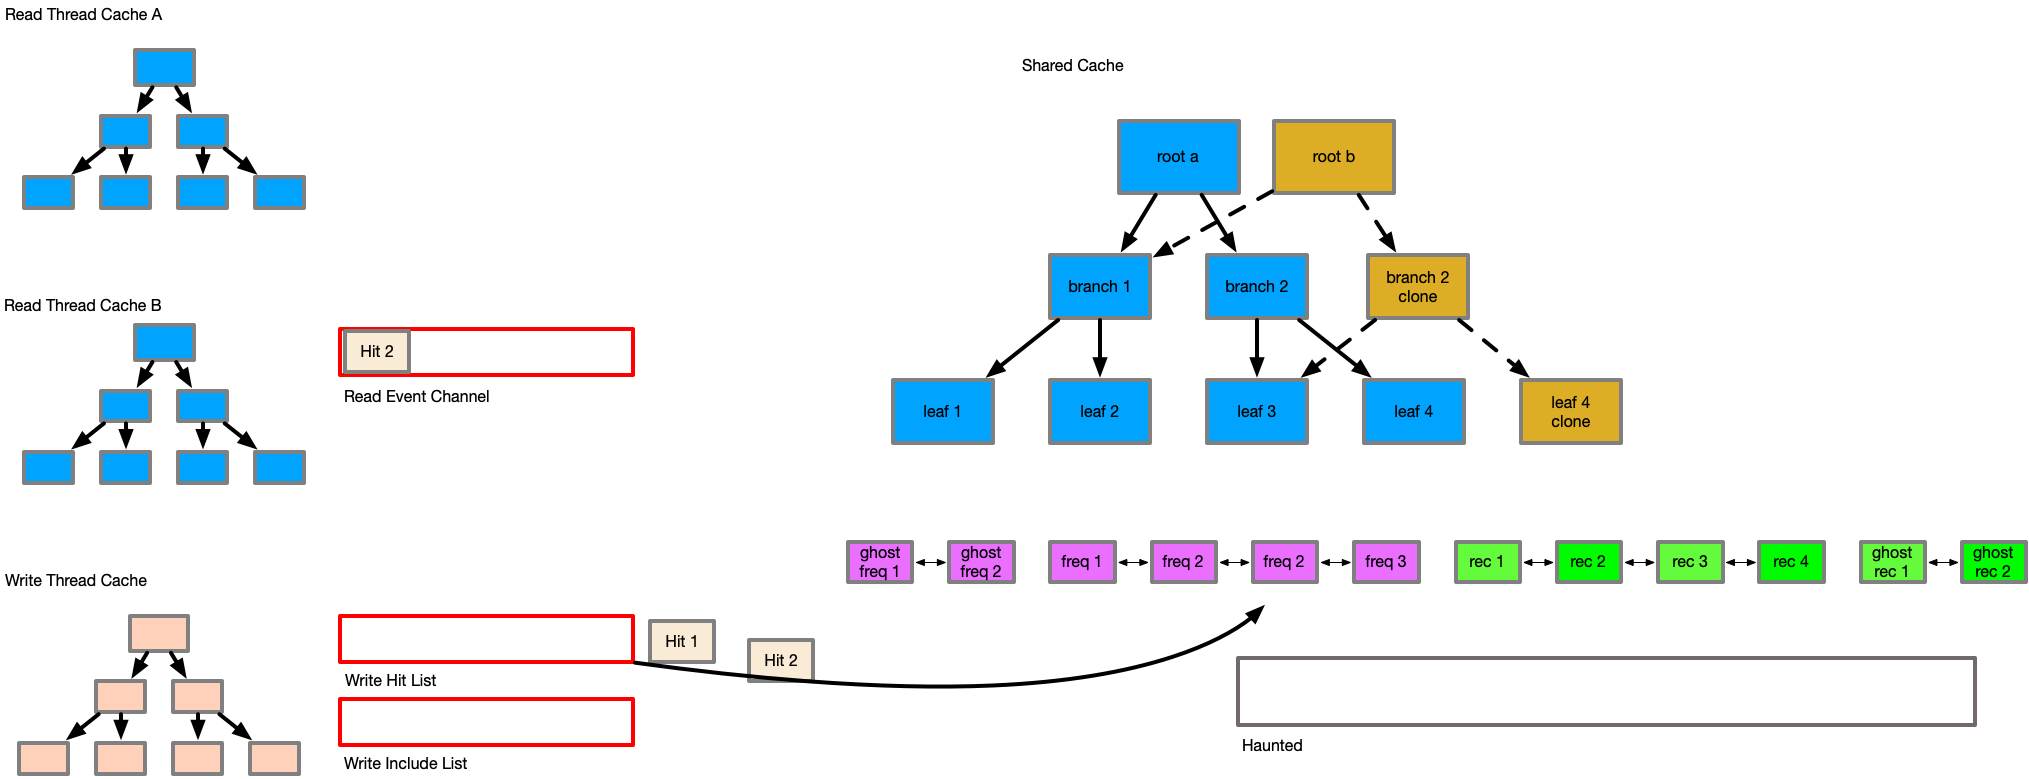 Read Thread Cache A
Shared Cache
root a
root b
branch 1
branch 2
branch 2
clone
Read Thread Cache B
Hit 2
Read Event Channel
leaf 1
leaf 2
leaf 3
leaf 4
leaf 4
clone
ghost
freq 1
ghost
freq 2
freq 1
freq 2
freq 2
freq 3
rec 1
rec 2
rec 3
rec 4
ghost
rec 1
ghost
rec 2
Write Thread Cache
Hit 1
Hit 2
Write Hit List
Write Include List
Haunted